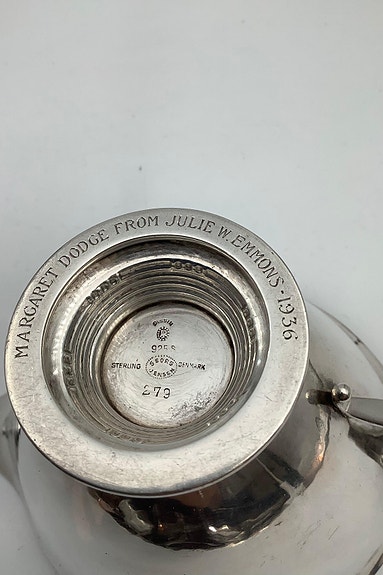 MARGARET DODGE FROM JULIE W. EMMONS · 1936
925 S
STERLING GEORG JENSEN DENMARK
279